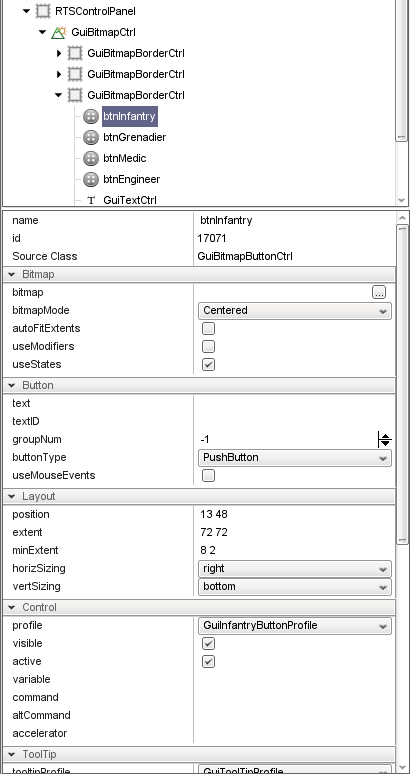 RTSControlPanel
GuiBitmapCtrl
GuiBitmapBorderCtrl
GuiBitmapBorderCtrl
GuiBitmapBorderCtrl
btnInfantry
btnGrenadier
btnMedic
btnEngineer
T GuiTextCtrl
name btnInfantry
id 17071
Source Class GuiBitmapButtonCtrl
Bitmap
bitmap ...
bitmapMode Centered
autoFitExtents
useModifiers
useStates
Button
text
textID
groupNum -1
buttonType PushButton
useMouseEvents
Layout
position 13 48
extent 72 72
minExtent 8 2
horizSizing right
vertSizing bottom
Control
profile GuiInfantryButtonProfile
visible
active
variable
command
altCommand
accelerator
ToolTip
tooltipProfile GuiToolTipProfile